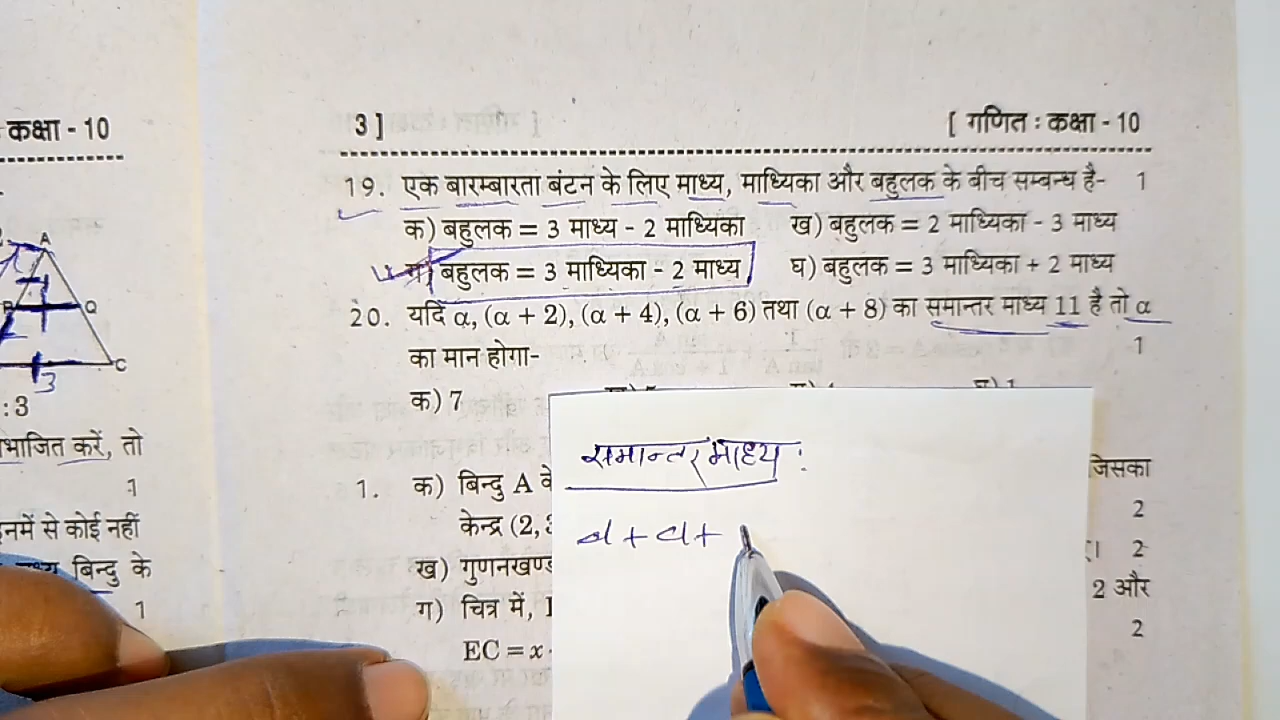 कक्षा - 10
3 ]
[ गणित : कक्षा - 10
19. एक बारम्बारता बंटन के लिए माध्य, माध्यिका और बहुलक के बीच सम्बन्ध है- 1
क) बहुलक = 3 माध्य - 2 माध्यिका ख) बहुलक = 2 माध्यिका - 3 माध्य
ग) बहुलक = 3 माध्यिका - 2 माध्य घ) बहुलक = 3 माध्यिका + 2 माध्य
20. यदि α, (α + 2), (α + 4), (α + 6) तथा (α + 8) का समान्तर माध्य 11 है तो α
का मान होगा- 1
क) 7
A
Q
C
3
: 3
भाजित करें, तो
1
इनमें से कोई नहीं
बिन्दु के
1
समान्तर माध्य :
α + α +
1. क) बिन्दु A के
जिसका
2
केन्द्र (2,
ख) गुणनखण्ड
2
ग) चित्र में,
2 और
2
EC = x